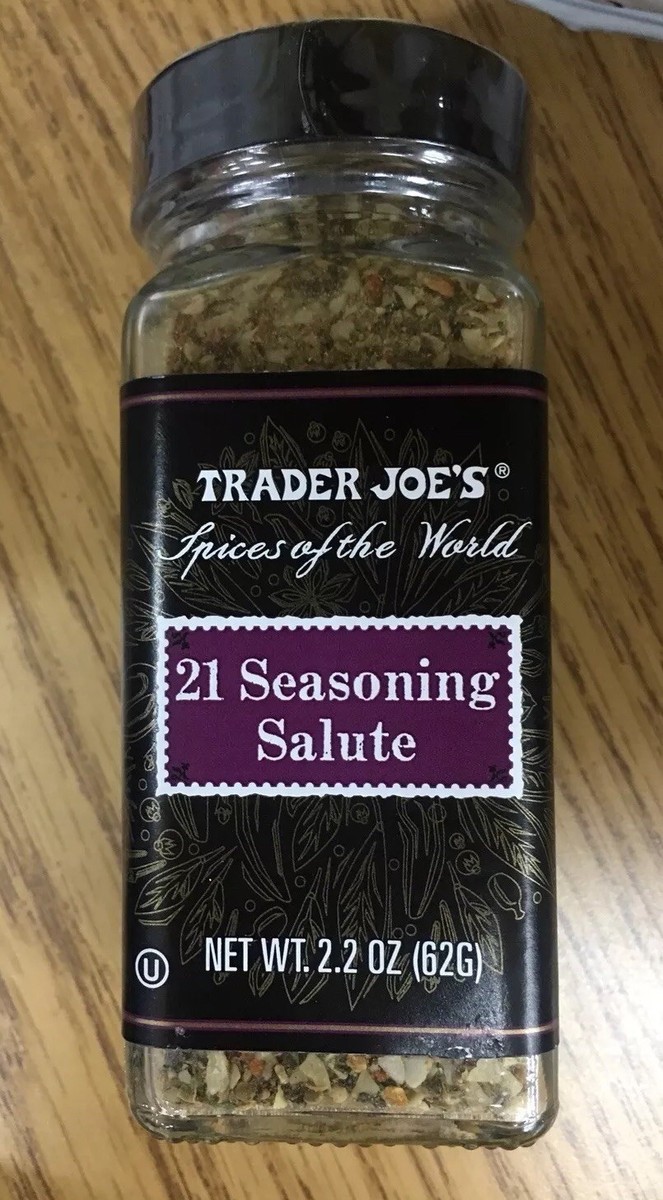 TRADER JOE'S®
Spices of the World
21 Seasoning
Salute
U
NET WT. 2.2 OZ (62G)